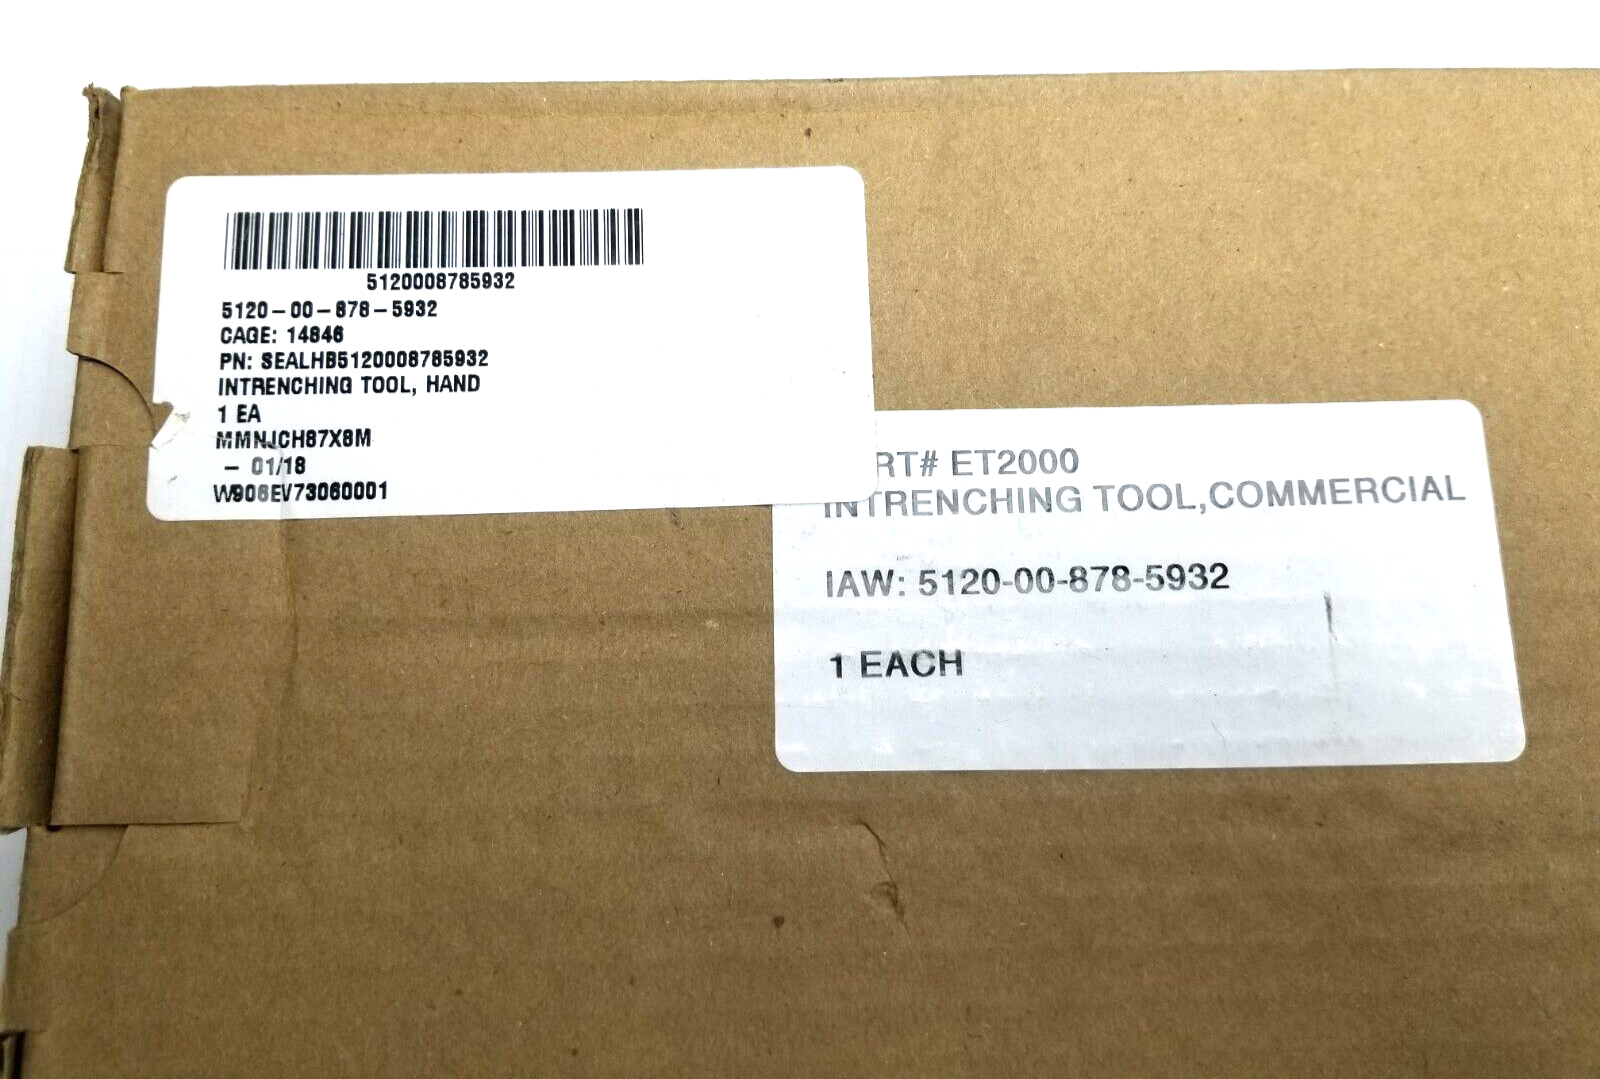 5120008785932
5120-00-878-5932
CAGE: 14846
PN: SEALHB5120008785932
INTRENCHING TOOL, HAND
1 EA
MMNJCH87X8M
- 01/18
W906EV73060001
RT# ET2000
INTRENCHING TOOL,COMMERCIAL
IAW: 5120-00-878-5932
1 EACH